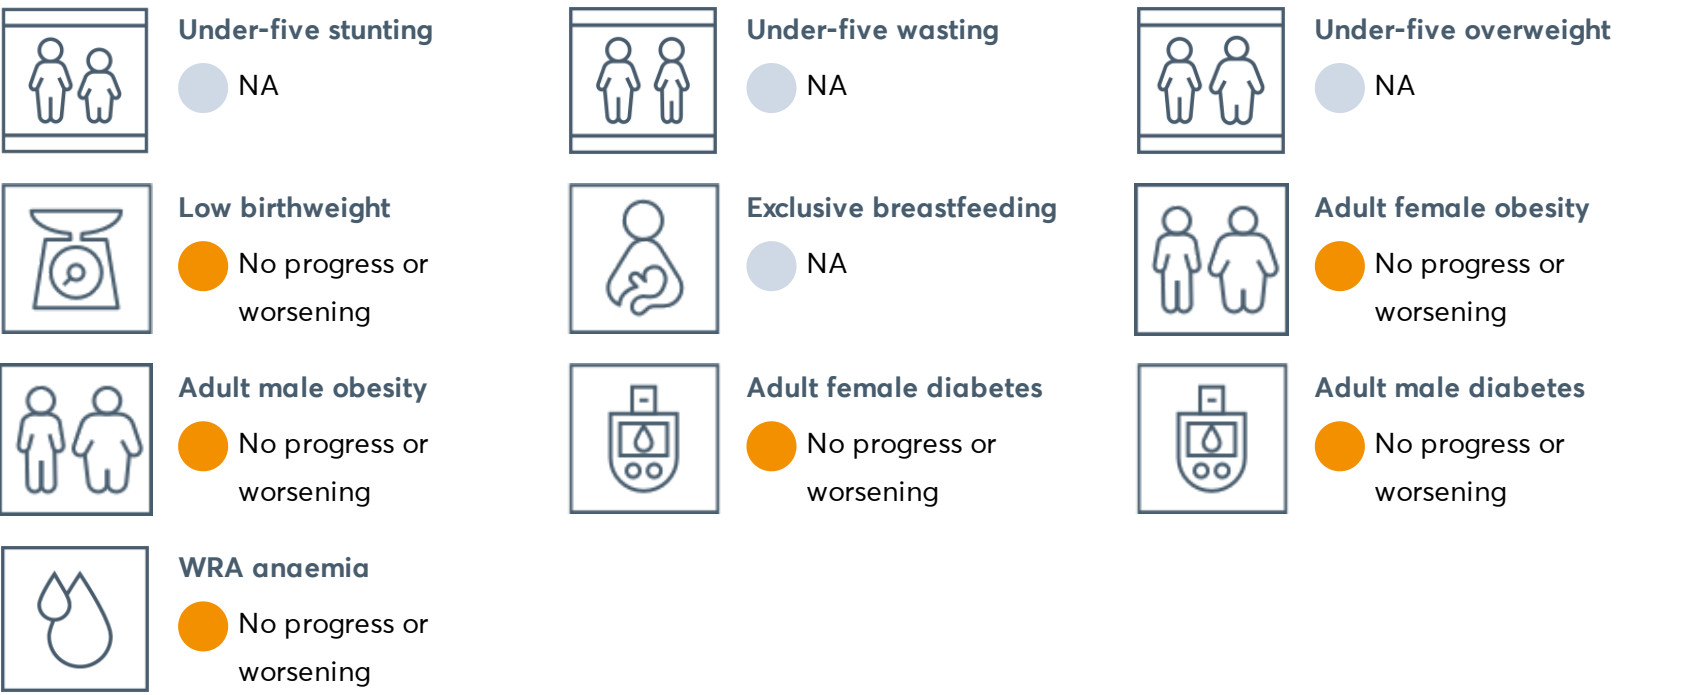 Under-five stunting
NA
Under-five wasting
NA
Under-five overweight
NA
Low birthweight
No progress or
worsening
Exclusive breastfeeding
NA
Adult female obesity
No progress or
worsening
Adult male obesity
No progress or
worsening
Adult female diabetes
No progress or
worsening
Adult male diabetes
No progress or
worsening
WRA anaemia
No progress or
worsening